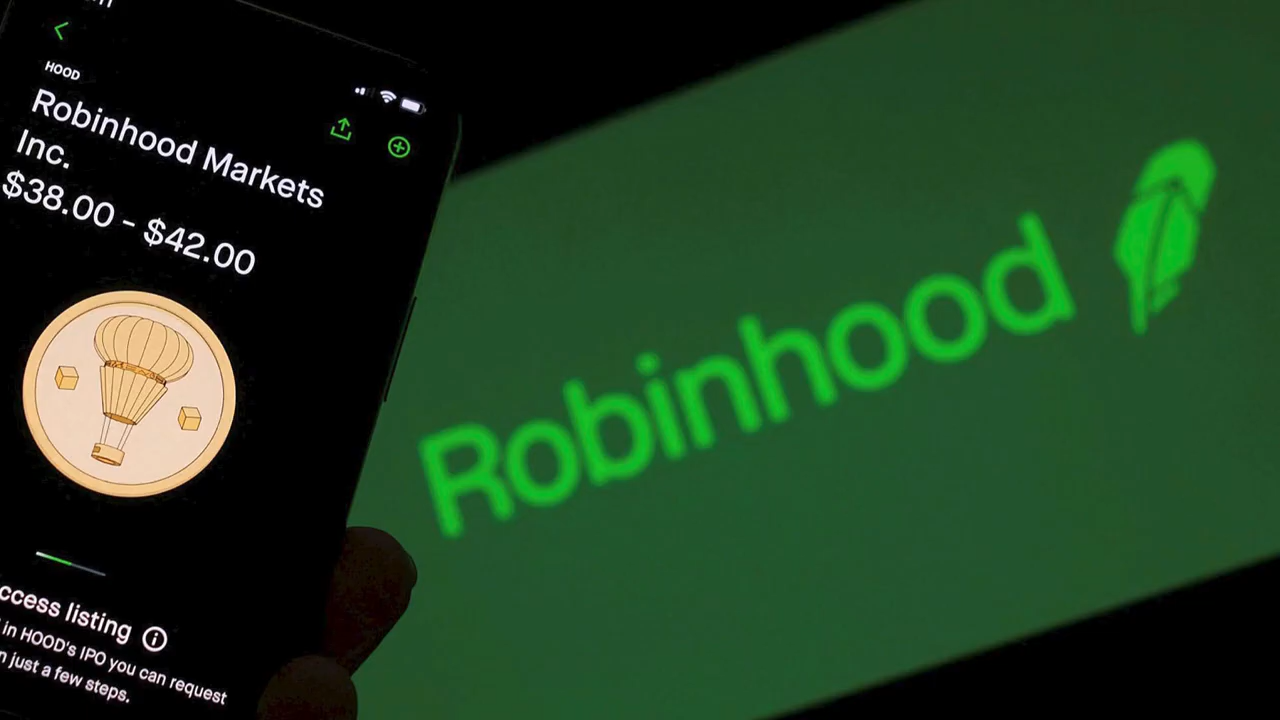 HOOD
Robinhood Markets
Inc.
$38.00 - $42.00
ccess listing
in HOOD's IPO you can request
n just a few steps.
Robinhood